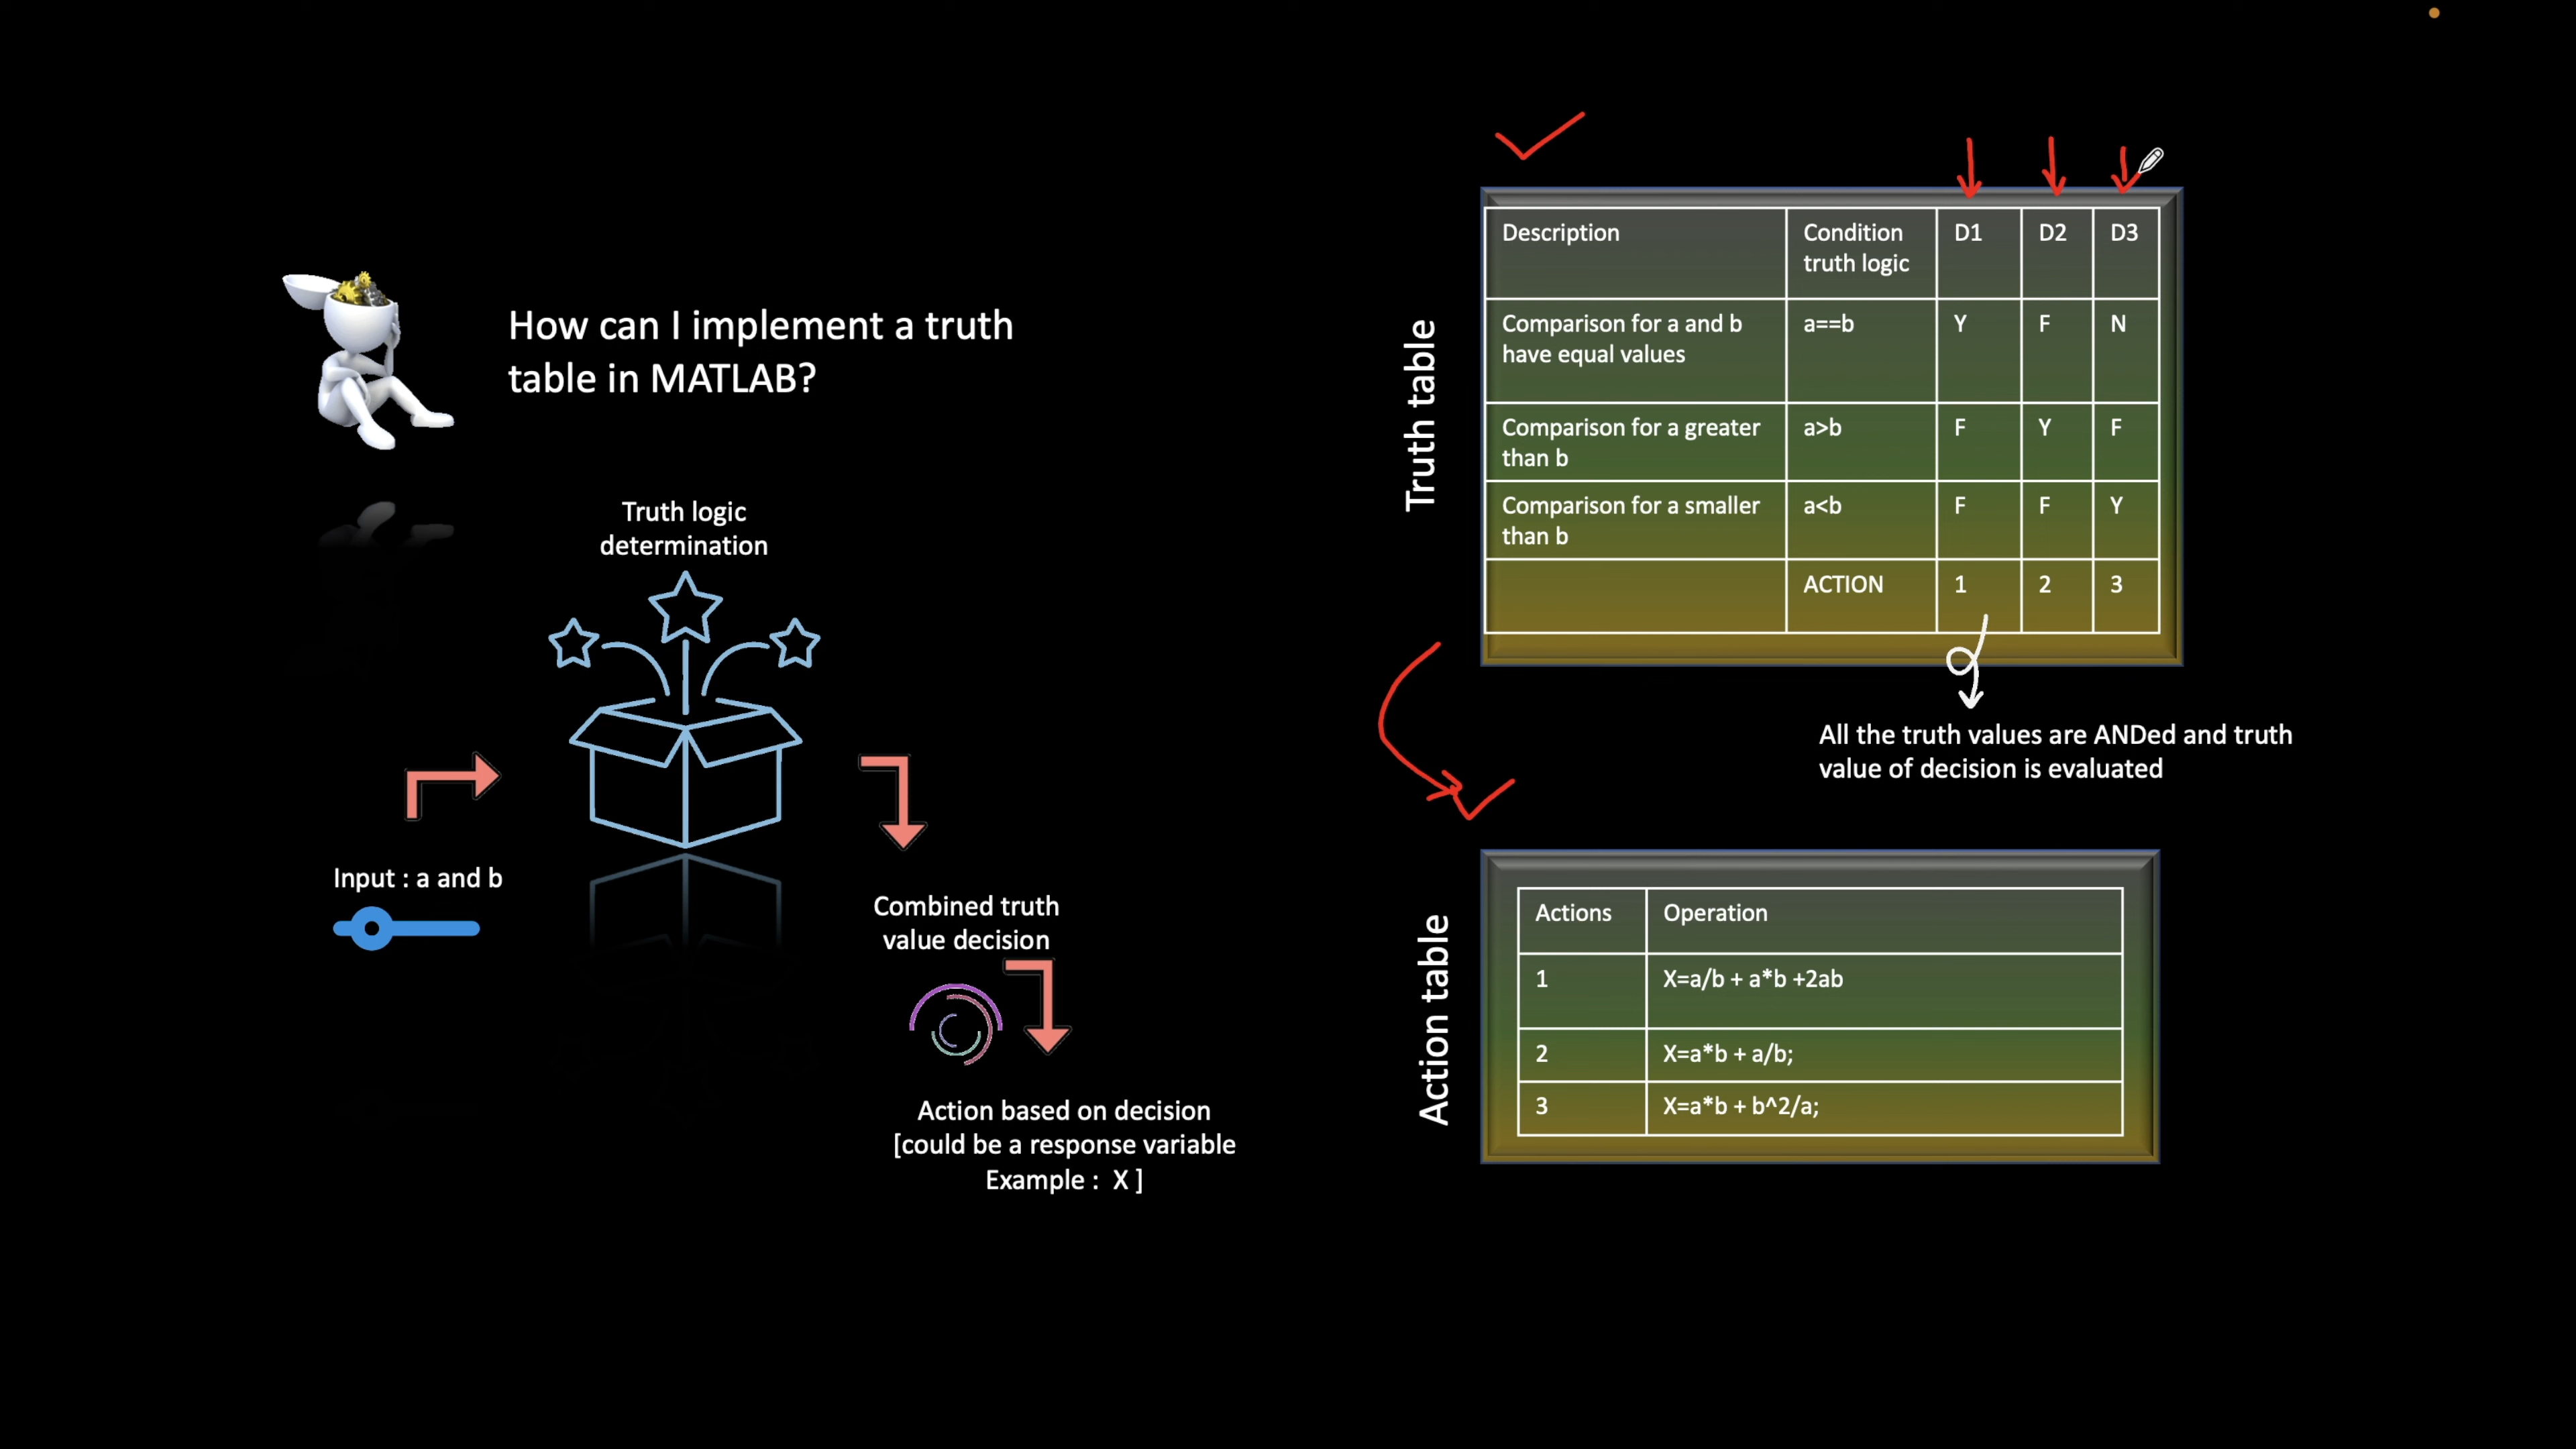 How can I implement a truth
table in MATLAB?
Truth logic
determination
Input : a and b
Combined truth
value decision
Action based on decision
[could be a response variable
Example : X ]
Truth table
Description
Condition
truth logic
D1
D2
D3
Comparison for a and b
have equal values
a==b
Y
F
N
Comparison for a greater
than b
a>b
F
Y
F
Comparison for a smaller
than b
a<b
F
F
Y
ACTION
1
2
3
All the truth values are ANDed and truth
value of decision is evaluated
Action table
Actions
Operation
1
X=a/b + a*b +2ab
2
X=a*b + a/b;
3
X=a*b + b^2/a;